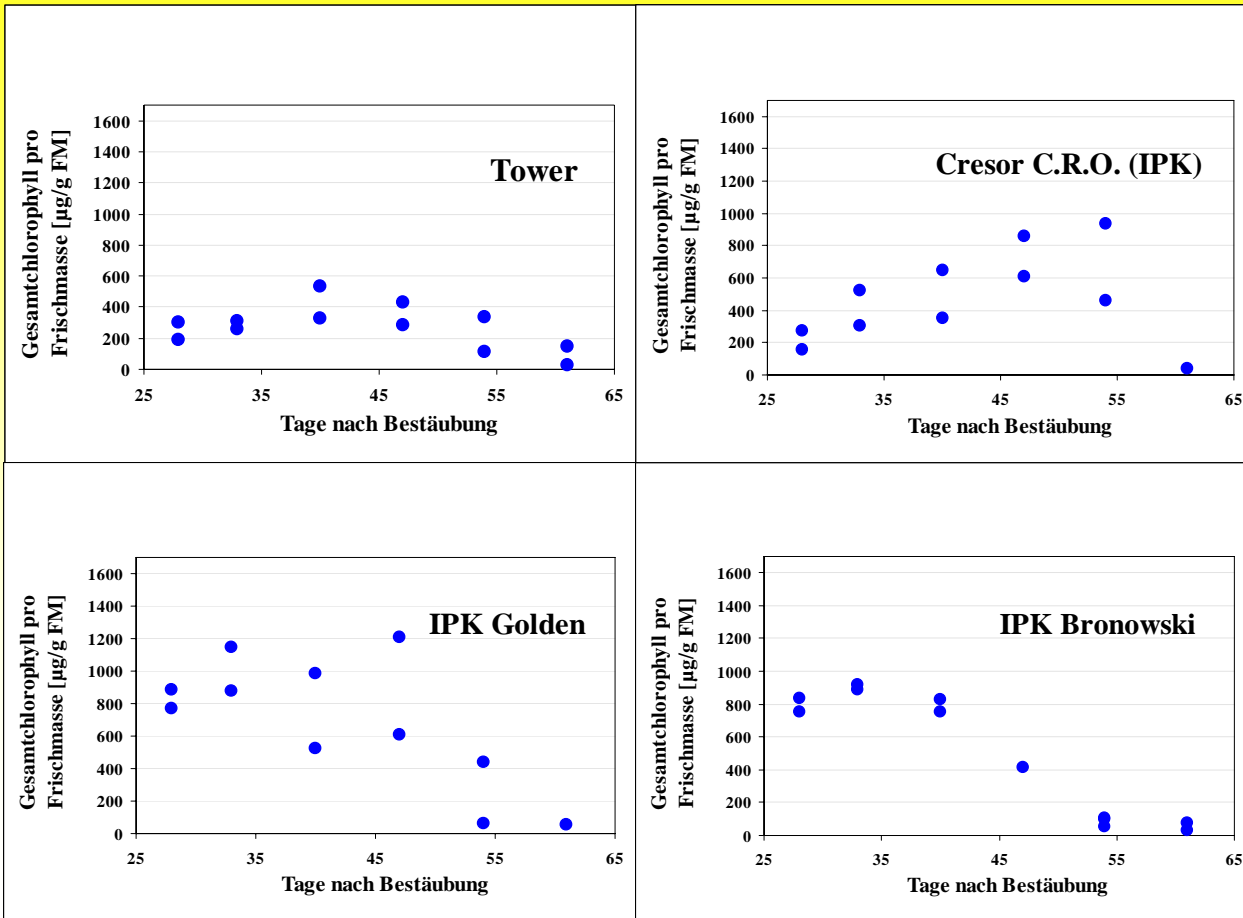 Gesamtchlorophyll pro
Frischmasse [µg/g FM]
1600
1400
1200
1000
800
600
400
200
0
Tower
25 35 45 55 65
Tage nach Bestäubung
Gesamtchlorophyll pro
Frischmasse [µg/g FM]
1600
1400
1200
1000
800
600
400
200
0
Cresor C.R.O. (IPK)
25 35 45 55 65
Tage nach Bestäubung
Gesamtchlorophyll pro
Frischmasse [µg/g FM]
1600
1400
1200
1000
800
600
400
200
0
IPK Golden
25 35 45 55 65
Tage nach Bestäubung
Gesamtchlorophyll pro
Frischmasse [µg/g FM]
1600
1400
1200
1000
800
600
400
200
0
IPK Bronowski
25 35 45 55 65
Tage nach Bestäubung